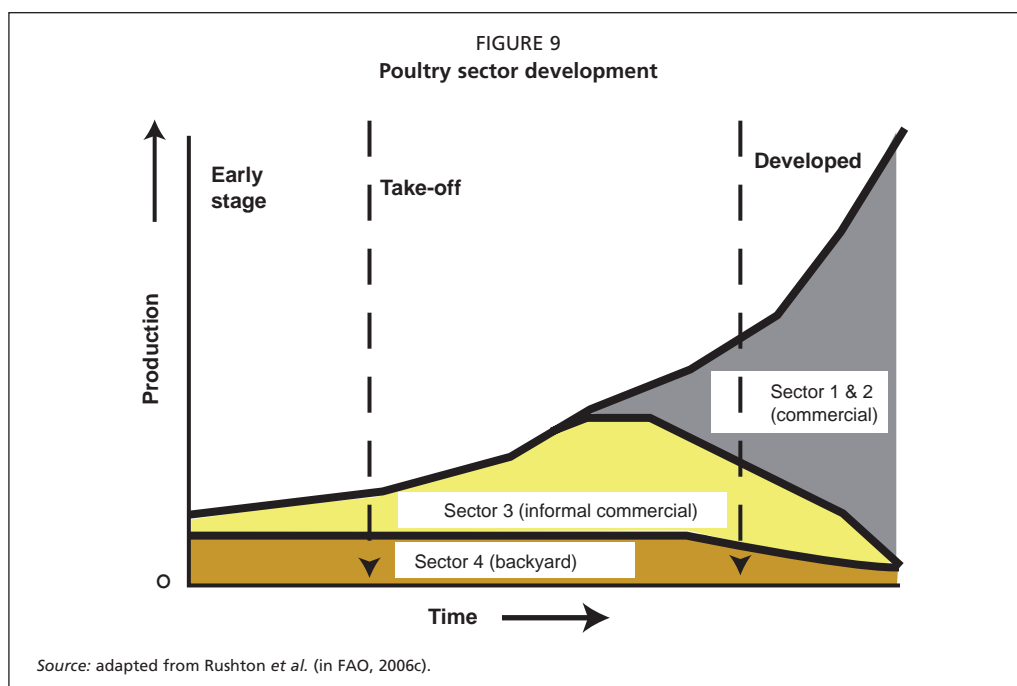 FIGURE 9
Poultry sector development
Early
stage
Take-off
Developed
Production
Sector 1 & 2
(commercial)
Sector 3 (informal commercial)
Sector 4 (backyard)
O
Time
Source: adapted from Rushton et al. (in FAO, 2006c).